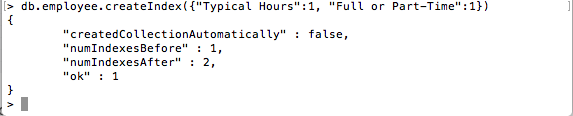 [> db.employee.createIndex({"Typical Hours":1, "Full or Part-Time":1}) ]
{
        "createdCollectionAutomatically" : false,
        "numIndexesBefore" : 1,
        "numIndexesAfter" : 2,
        "ok" : 1
}
>